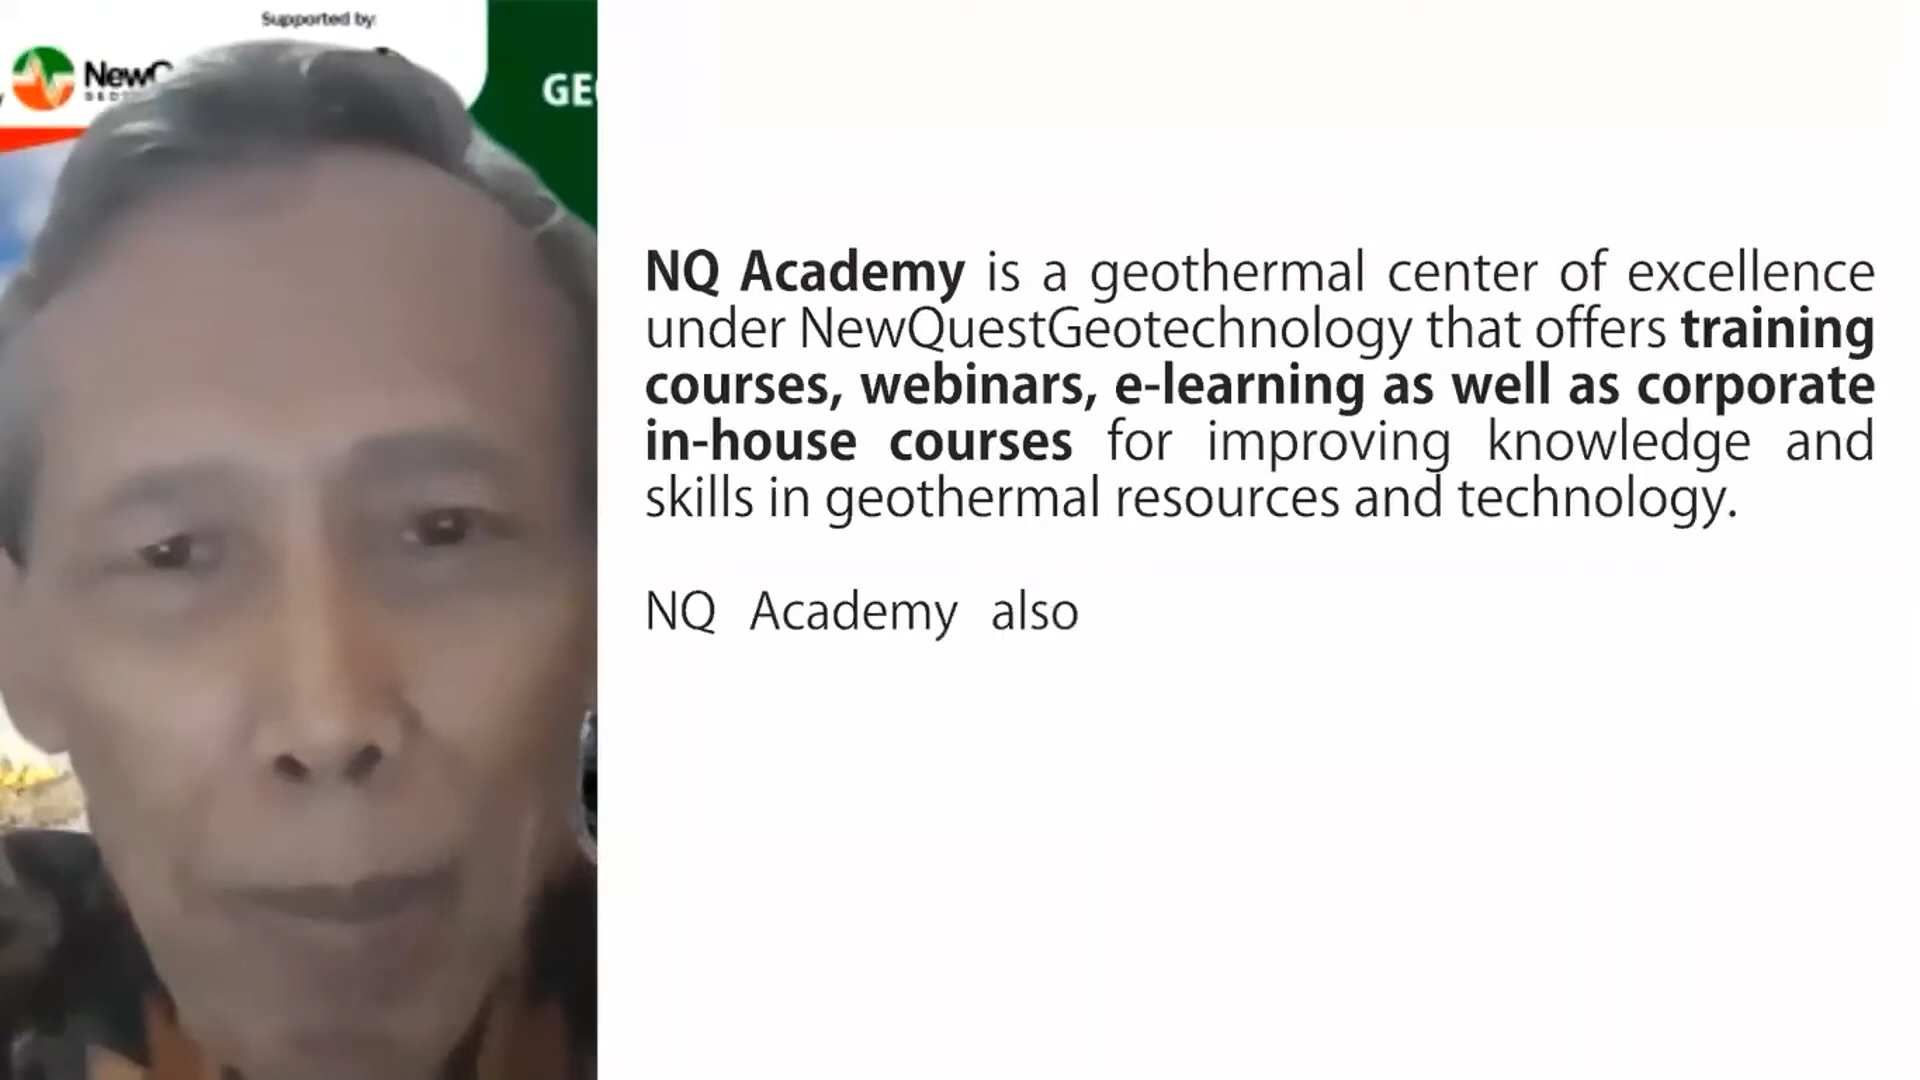 Supported by:
New
GE
NQ Academy is a geothermal center of excellence
under NewQuestGeotechnology that offers training
courses, webinars, e-learning as well as corporate
in-house courses for improving knowledge and
skills in geothermal resources and technology.
NQ Academy also